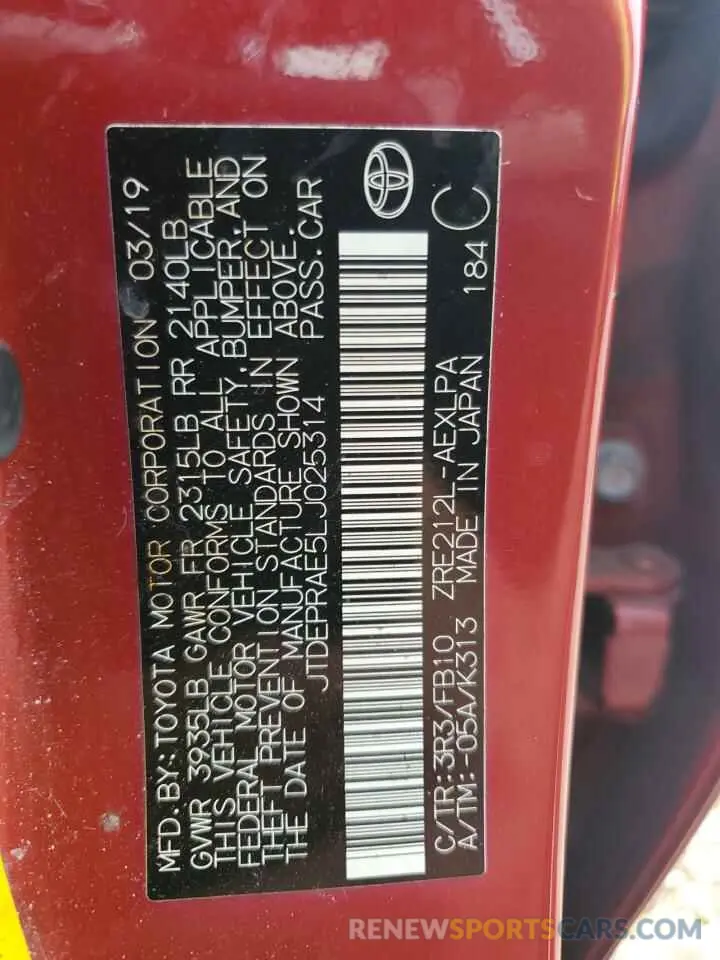 MFD.BY:TOYOTA MOTOR CORPORATION 03/19
GVWR 3935LB GAWR FR 2315LB RR 2140LB
THIS VEHICLE CONFORMS TO ALL APPLICABLE
FEDERAL MOTOR VEHICLE SAFETY,BUMPER,AND
THEFT PREVENTION STANDARDS IN EFFECT ON
THE DATE OF MANUFACTURE SHOWN ABOVE.
JTDEPRAE5LJ025314 PASS.CAR
C/TR:3R3/FB10 ZRE212L-AEXLPA 184 C
A/TM:-05A/K313 MADE IN JAPAN
RENEWSPORTSCARS.COM